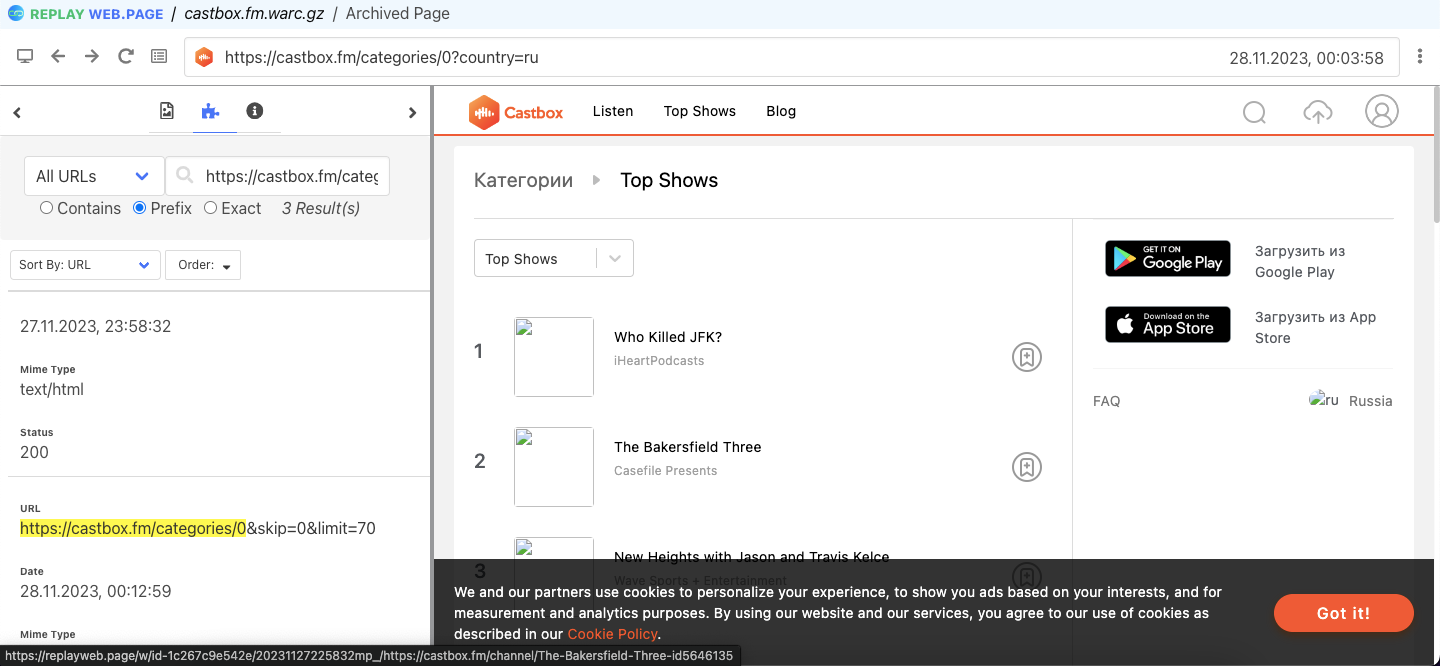 REPLAY WEB.PAGE / castbox.fm.warc.gz / Archived Page
https://castbox.fm/categories/0?country=ru
28.11.2023, 00:03:58
All URLs
https://castbox.fm/categ
Contains Prefix Exact 3 Result(s)
Sort By: URL
Order:
27.11.2023, 23:58:32
Mime Type
text/html
Status
200
URL
https://castbox.fm/categories/0&skip=0&limit=70
Date
28.11.2023, 00:12:59
Mime Type
Castbox Listen Top Shows Blog
Категории Top Shows
Top Shows
1
Who Killed JFK?
iHeartPodcasts
2
The Bakersfield Three
Casefile Presents
3
New Heights with Jason and Travis Kelce
Wave Sports + Entertainment
GET IT ON
Google Play
Загрузить из
Google Play
Download on the
App Store
Загрузить из App
Store
FAQ
ru Russia
We and our partners use cookies to personalize your experience, to show you ads based on your interests, and for
measurement and analytics purposes. By using our website and our services, you agree to our use of cookies as
described in our Cookie Policy.
Got it!
https://replayweb.page/w/id-1c267c9e542e/20231127225832mp_/https://castbox.fm/channel/The-Bakersfield-Three-id5646135